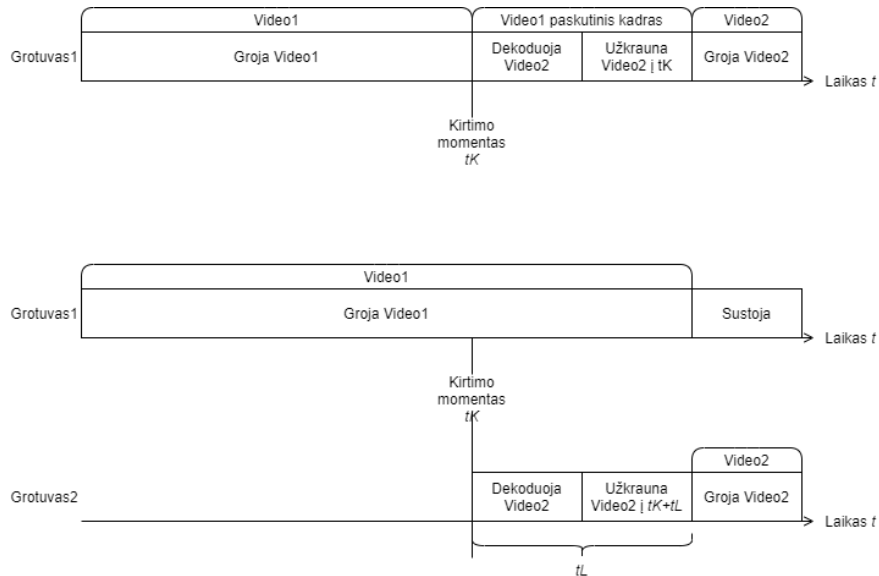 Video1
Video1 paskutinis kadras
Video2
Grotuvas1
Groja Video1
Dekoduoja
Video2
Užkrauna
Video2 į tK
Groja Video2
Laikas t
Kirtimo
momentas
tK
Video1
Grotuvas1
Groja Video1
Sustoja
Laikas t
Kirtimo
momentas
tK
Video2
Grotuvas2
Dekoduoja
Video2
Užkrauna
Video2 į tK+tL
Groja Video2
Laikas t
tL